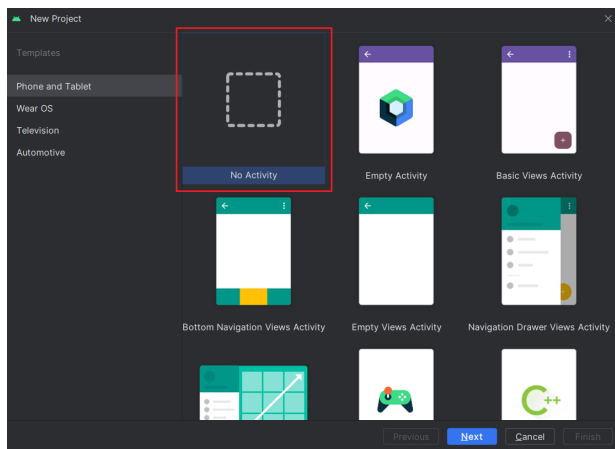 New Project
Templates
Phone and Tablet
Wear OS
Television
Automotive
No Activity
Empty Activity
Basic Views Activity
Bottom Navigation Views Activity
Empty Views Activity
Navigation Drawer Views Activity
C++
Previous
Next
Cancel
Finish